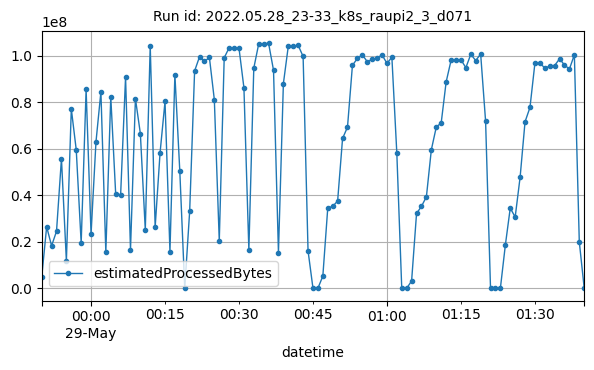 Run id: 2022.05.28_23-33_k8s_raupi2_3_d071
1e8
1.0
0.8
0.6
0.4
0.2
0.0
estimatedProcessedBytes
00:00 00:15 00:30 00:45 01:00 01:15 01:30
29-May
datetime